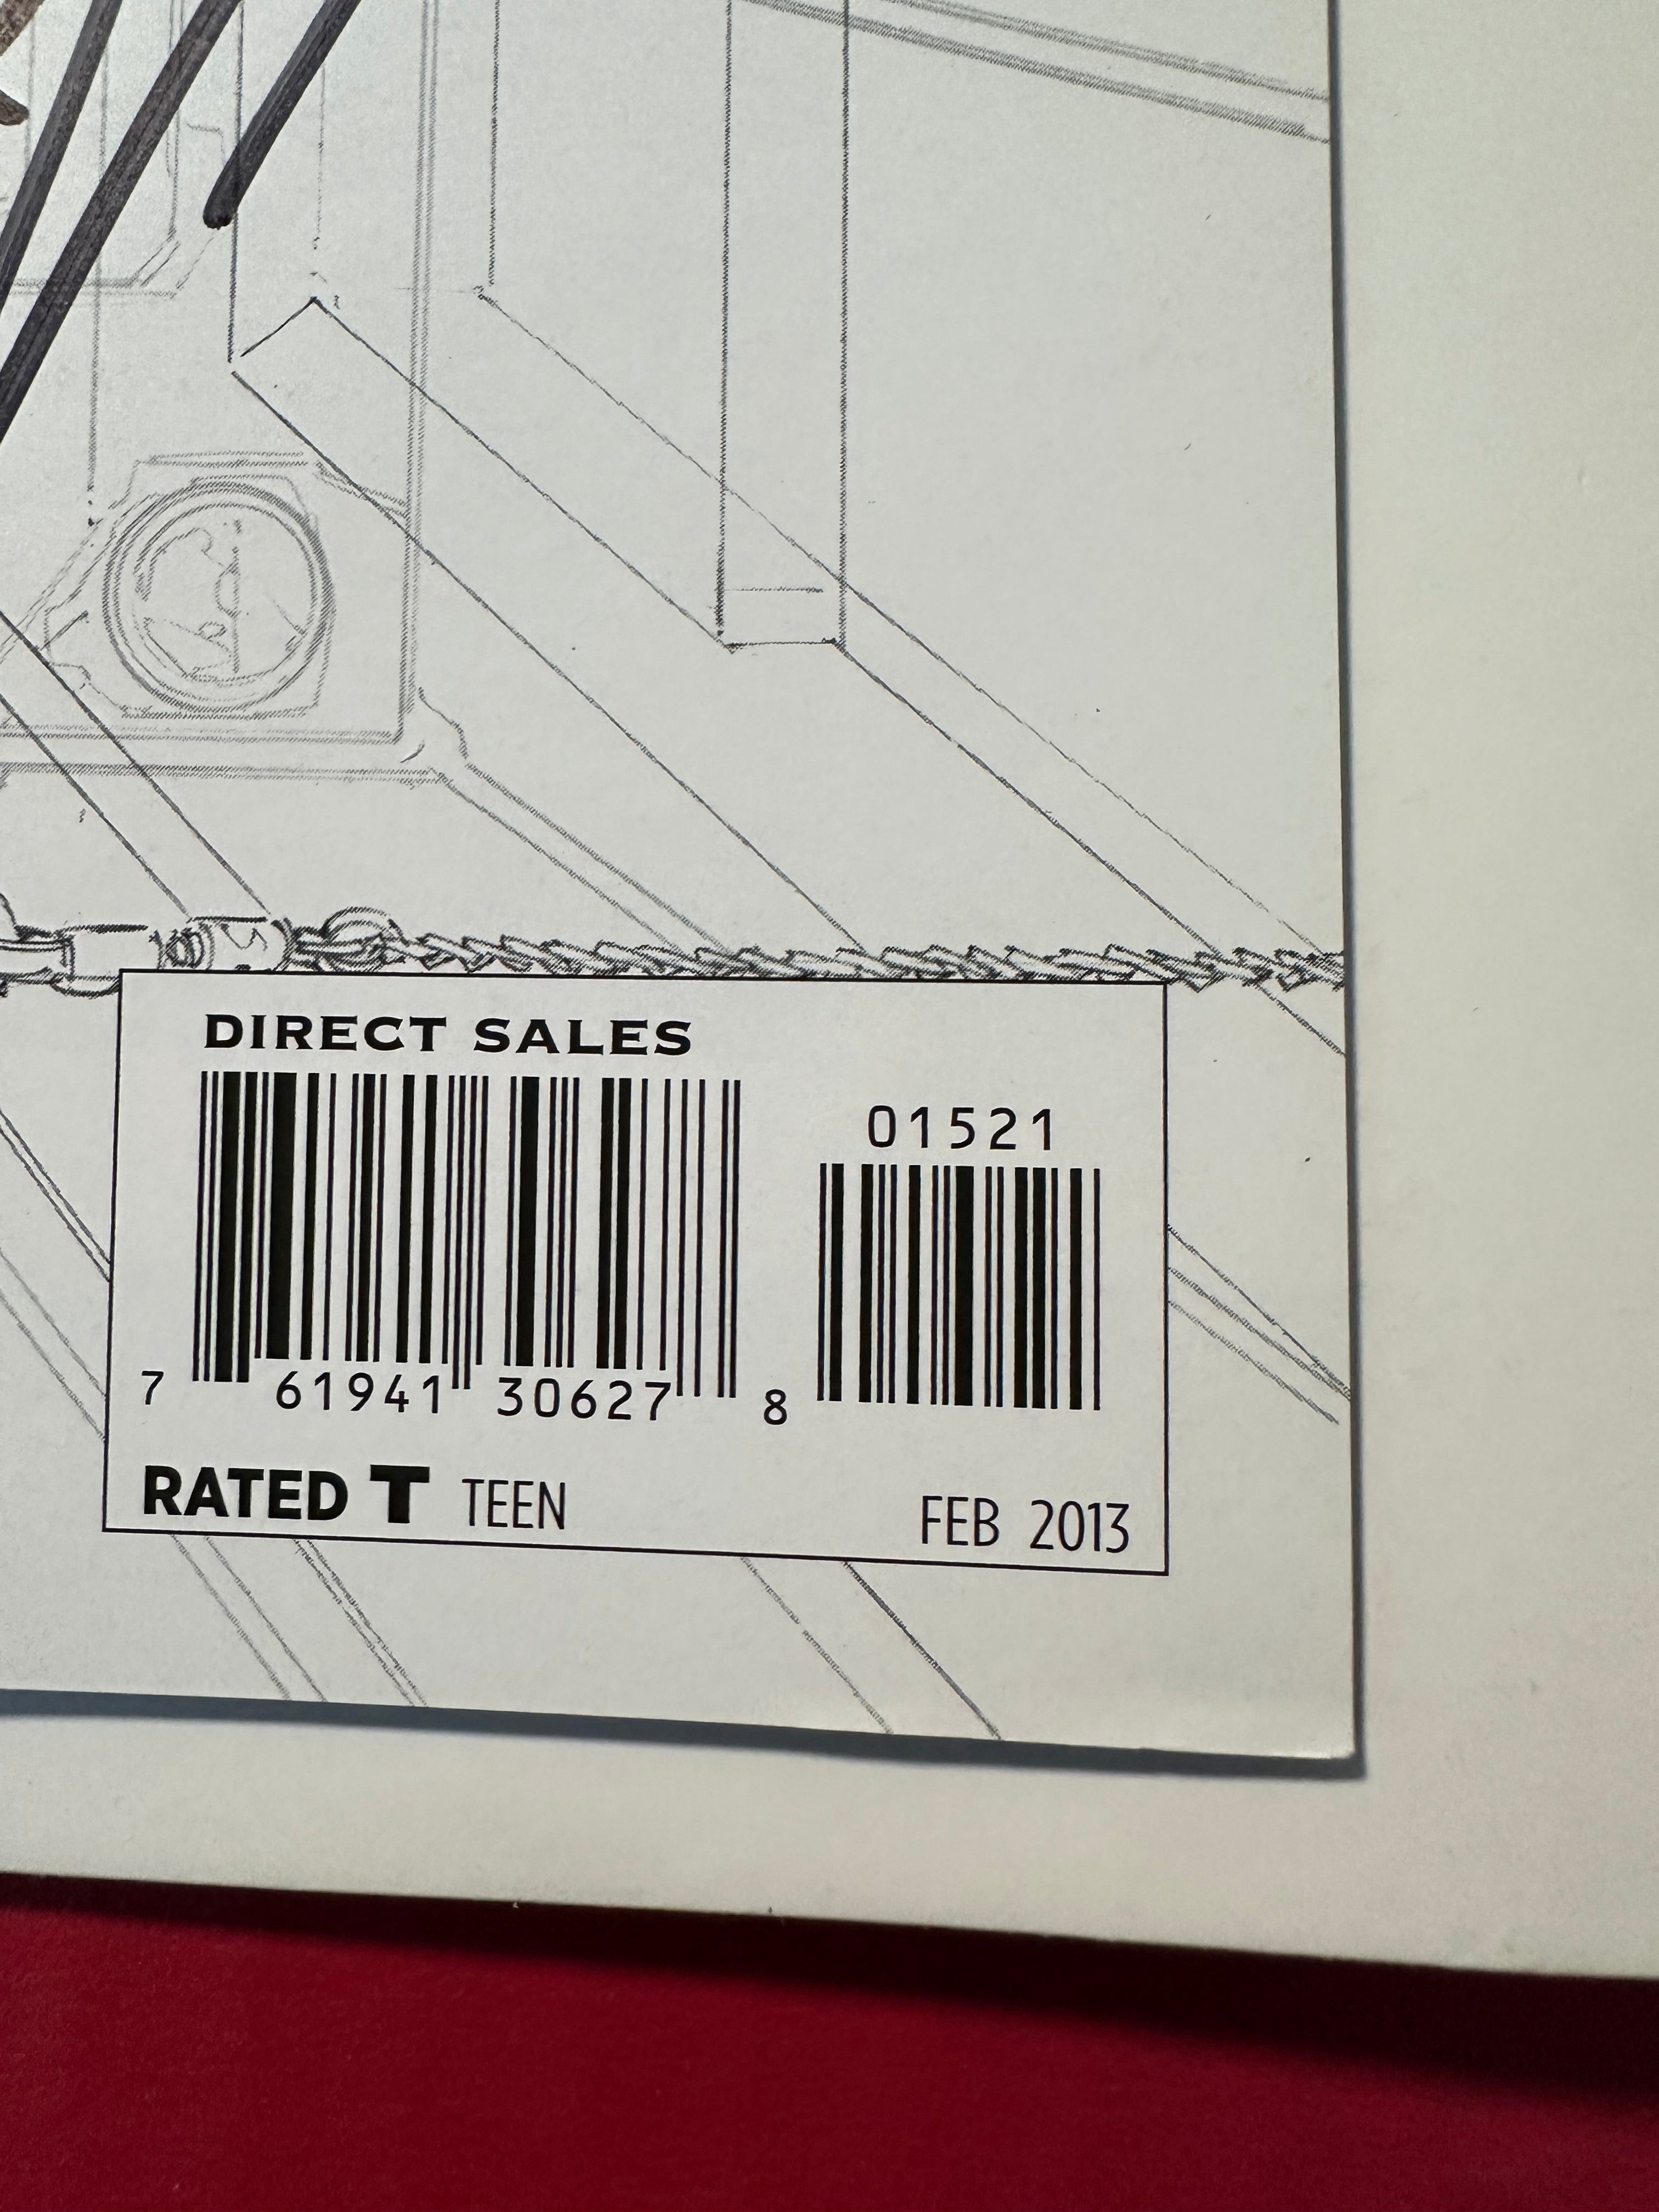 DIRECT SALES
01521
7 61941 30627 8
RATED T TEEN
FEB 2013